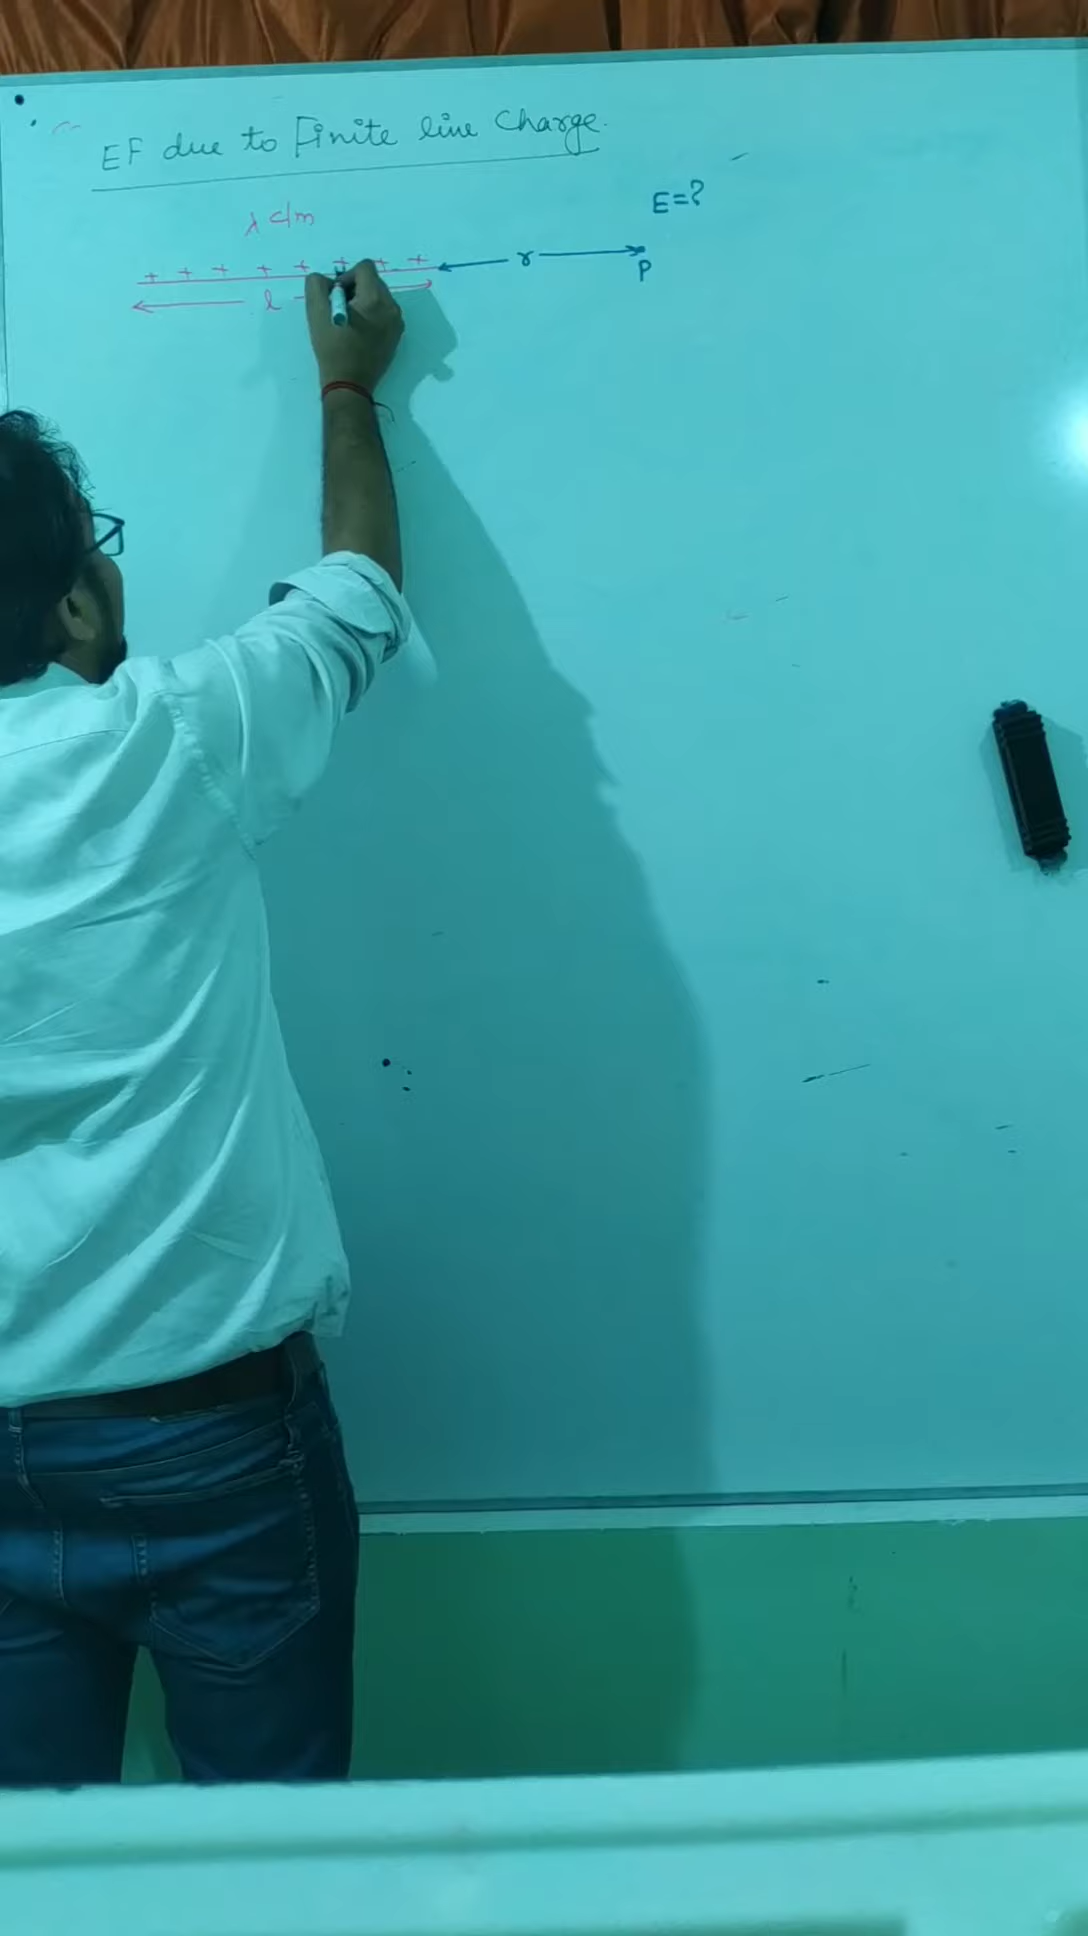 EF due to Finite line Charge.
λ c/m
E=?
+ + + + + + + +
r
P
l